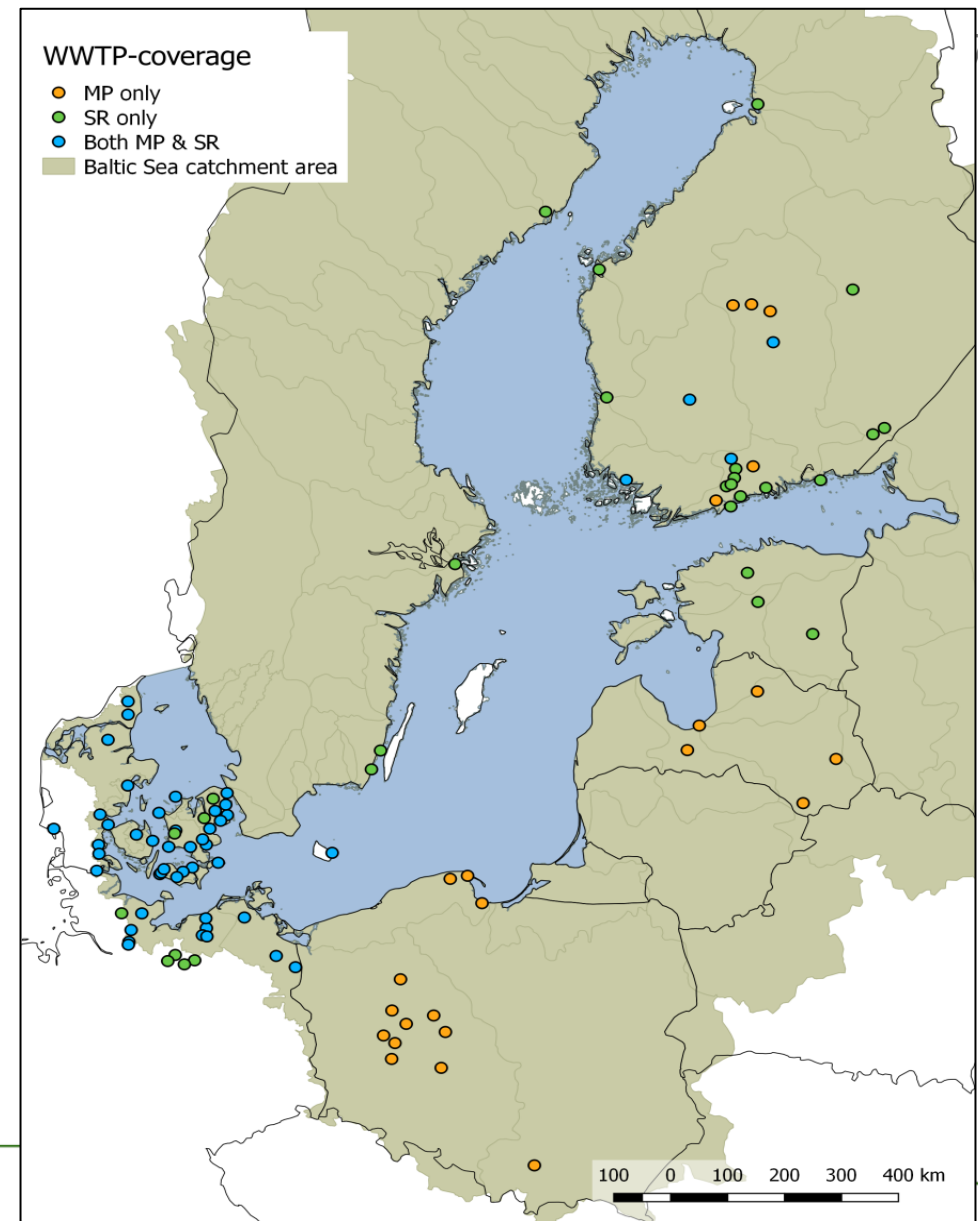 WWTP-coverage
MP only
SR only
Both MP & SR
Baltic Sea catchment area
100 0 100 200 300 400 km